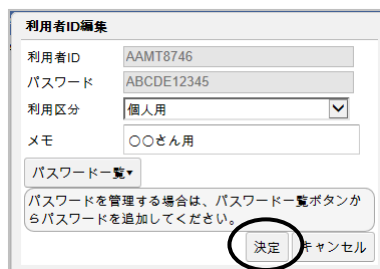 利用者ID編集
利用者ID AAMT8746
パスワード ABCDE12345
利用区分 個人用
メモ 〇〇さん用
パスワード一覧▾
パスワードを管理する場合は、パスワード一覧ボタンか
らパスワードを追加してください。
決定 キャンセル